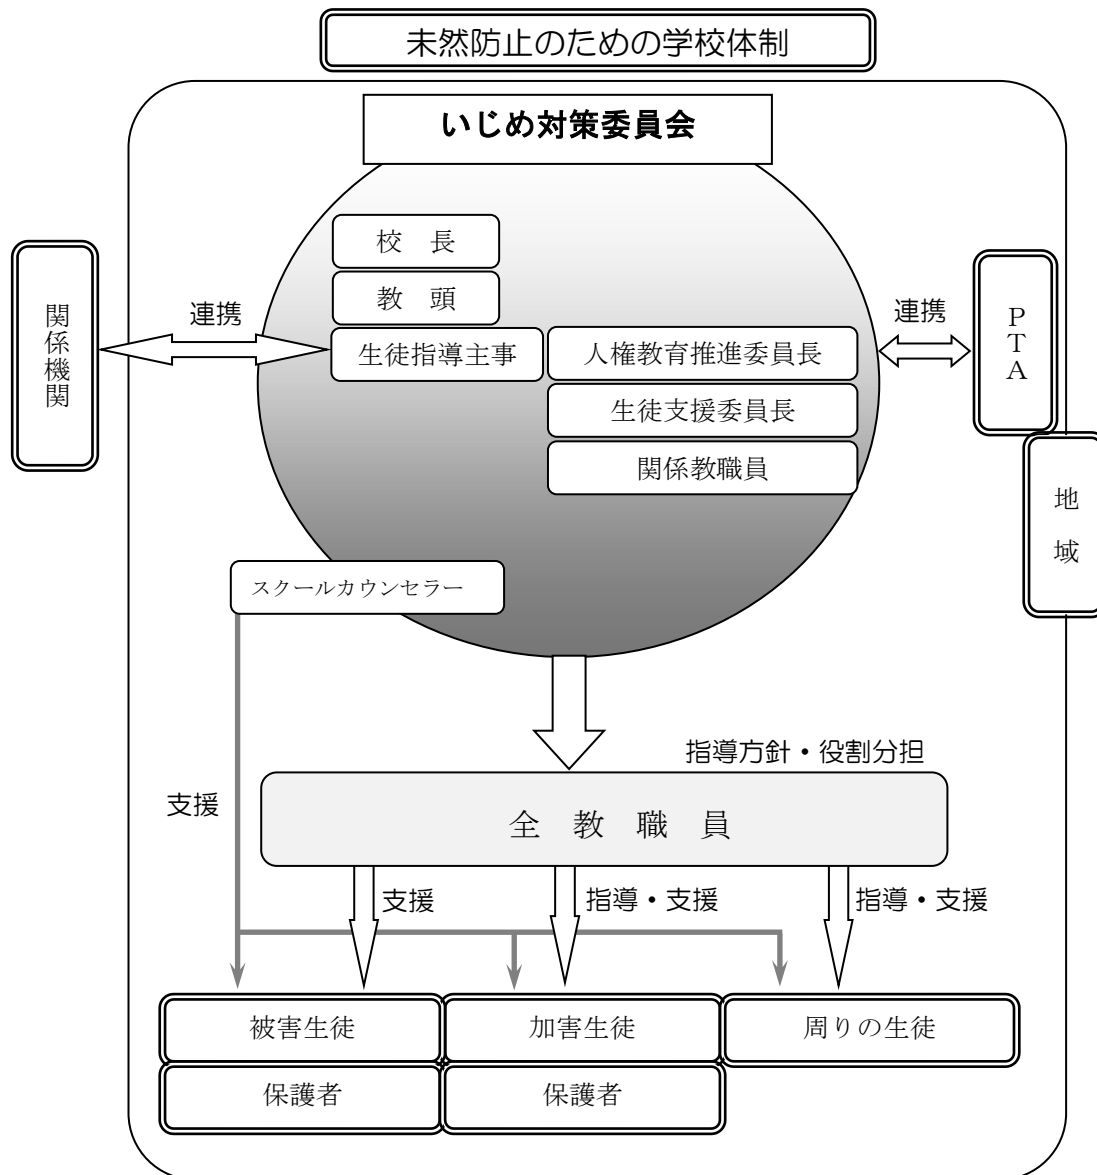 未然防止のための学校体制
いじめ対策委員会
校　長
教　頭
生徒指導主事
人権教育推進委員長
生徒支援委員長
関係教職員
スクールカウンセラー
連携
関係機関
連携
PTA
地域
指導方針・役割分担
全　教　職　員
支援
支援
指導・支援
指導・支援
被害生徒
加害生徒
周りの生徒
保護者
保護者